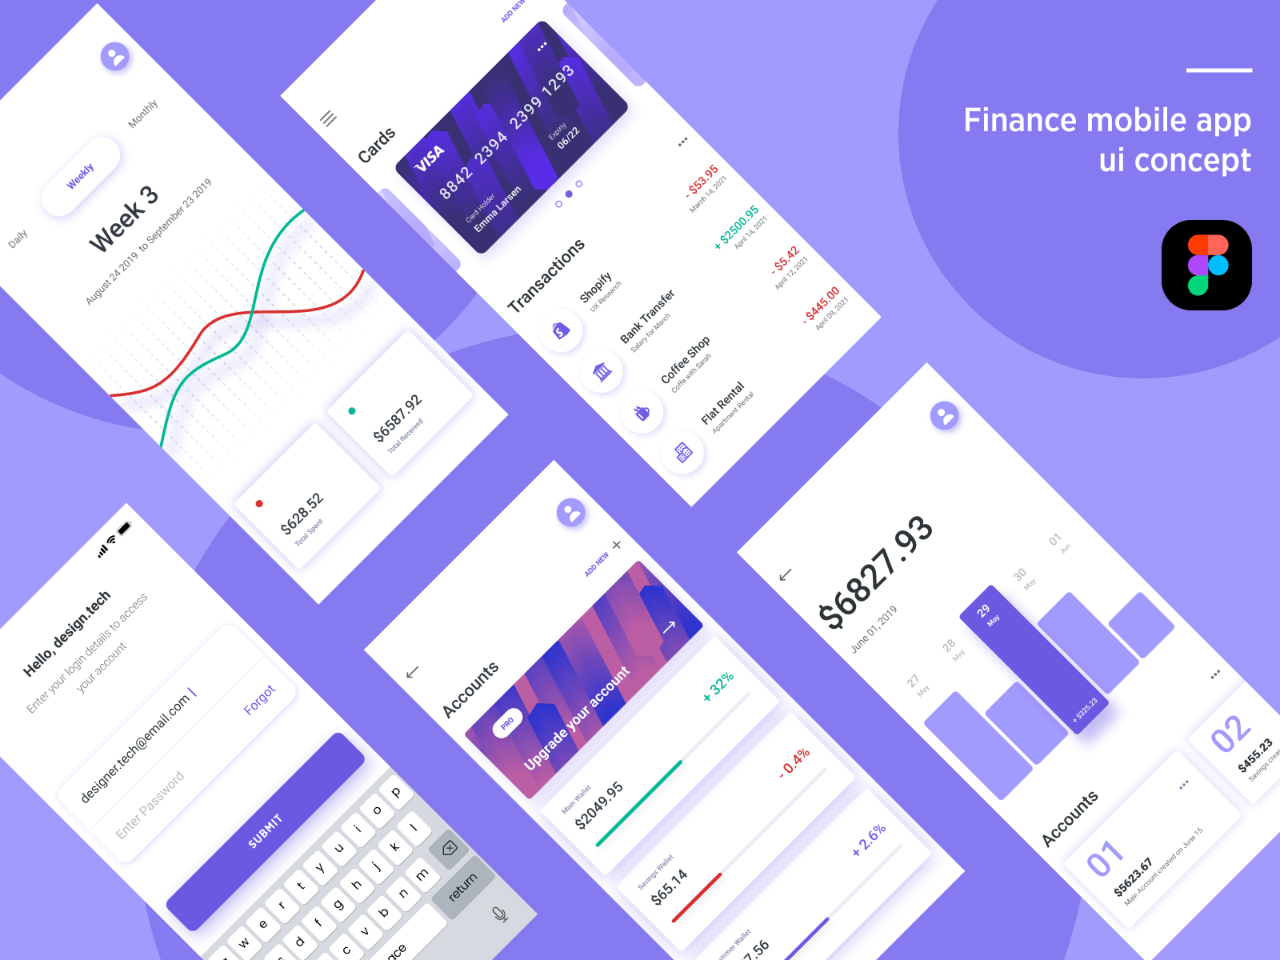 Finance mobile app
ui concept
Monthly
Weekly
Daily
Week 3
August 24 2019 to September 23 2019
$6587.92
Total Received
$628.52
Total Spent
ADD NEW
Cards
VISA
8842 2394 2399 1293
Card Holder
Emma Larsen
Expiriy
06/22
Transactions
Shopify
UX Research
- $53.95
March 14, 2021
Bank Transfer
Salary for March
+ $2500.95
April 14, 2021
Coffee Shop
Coffe with Sarah
- $5.42
April 12, 2021
Flat Rental
Apartment Rental
- $445.00
April 09, 2021
Hello, design.tech
Enter your login details to access
your account
designer.tech@email.com
Enter Password
Forgot
SUBMIT
w e r t y u i o p
d f g h j k l
c v b n m
return
ADD NEW +
Accounts
PRO
Upgrade your account
Main Wallet
$2049.95
+ 32%
Savings Wallet
$65.14
- 0.4%
+ 2.6%
7.56
$6827.93
June 01, 2019
27
May
28
May
29
May
30
May
01
Jun
+ $325.23
Accounts
01
$5623.67
Main Account created on June 15
02
$455.23